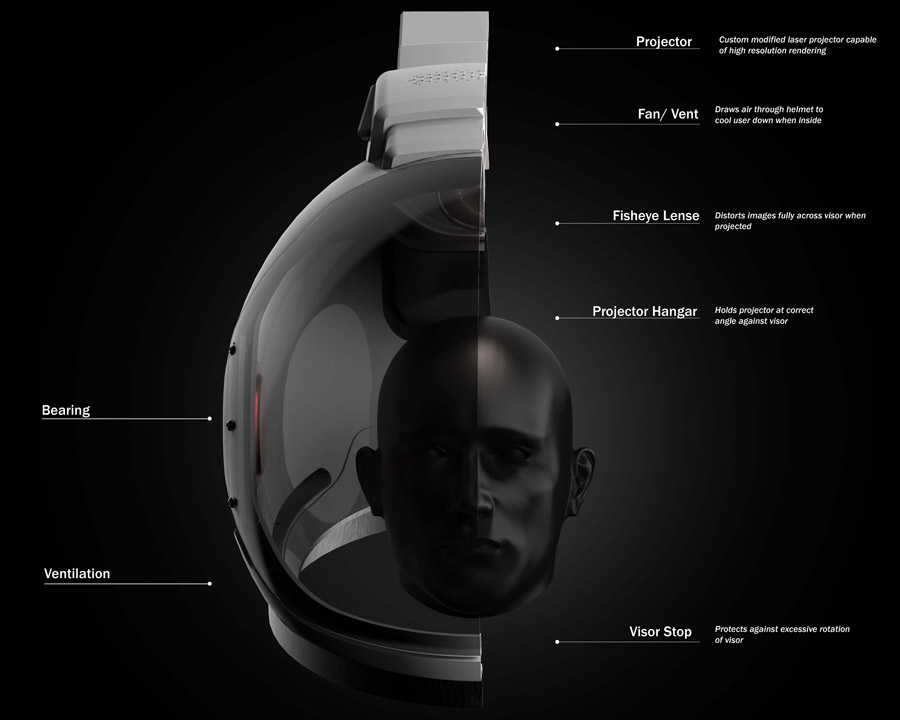 Projector
Custom modified laser projector capable
of high resolution rendering
Fan/ Vent
Draws air through helmet to
cool user down when inside
Fisheye Lense
Distorts images fully across visor when
projected
Projector Hangar
Holds projector at correct
angle against visor
Bearing
Ventilation
Visor Stop
Protects against excessive rotation
of visor